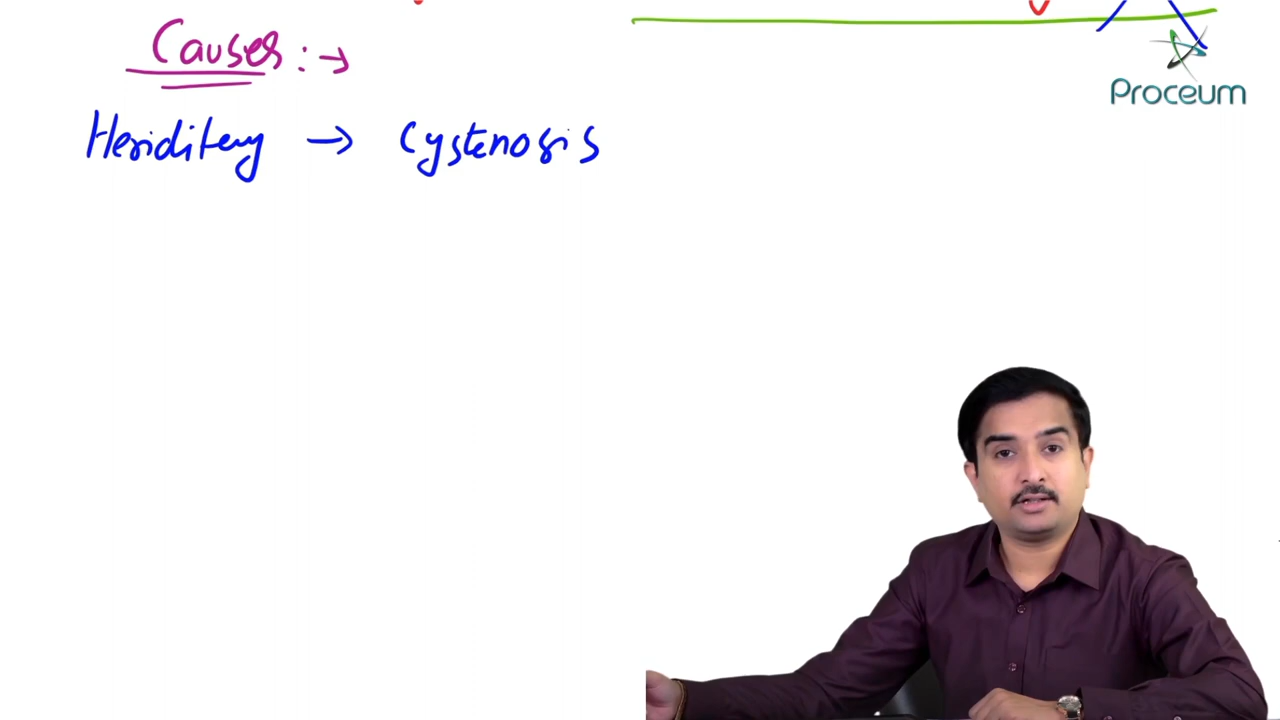 Causes : →
Proceum
Heriditery → Cystenosis